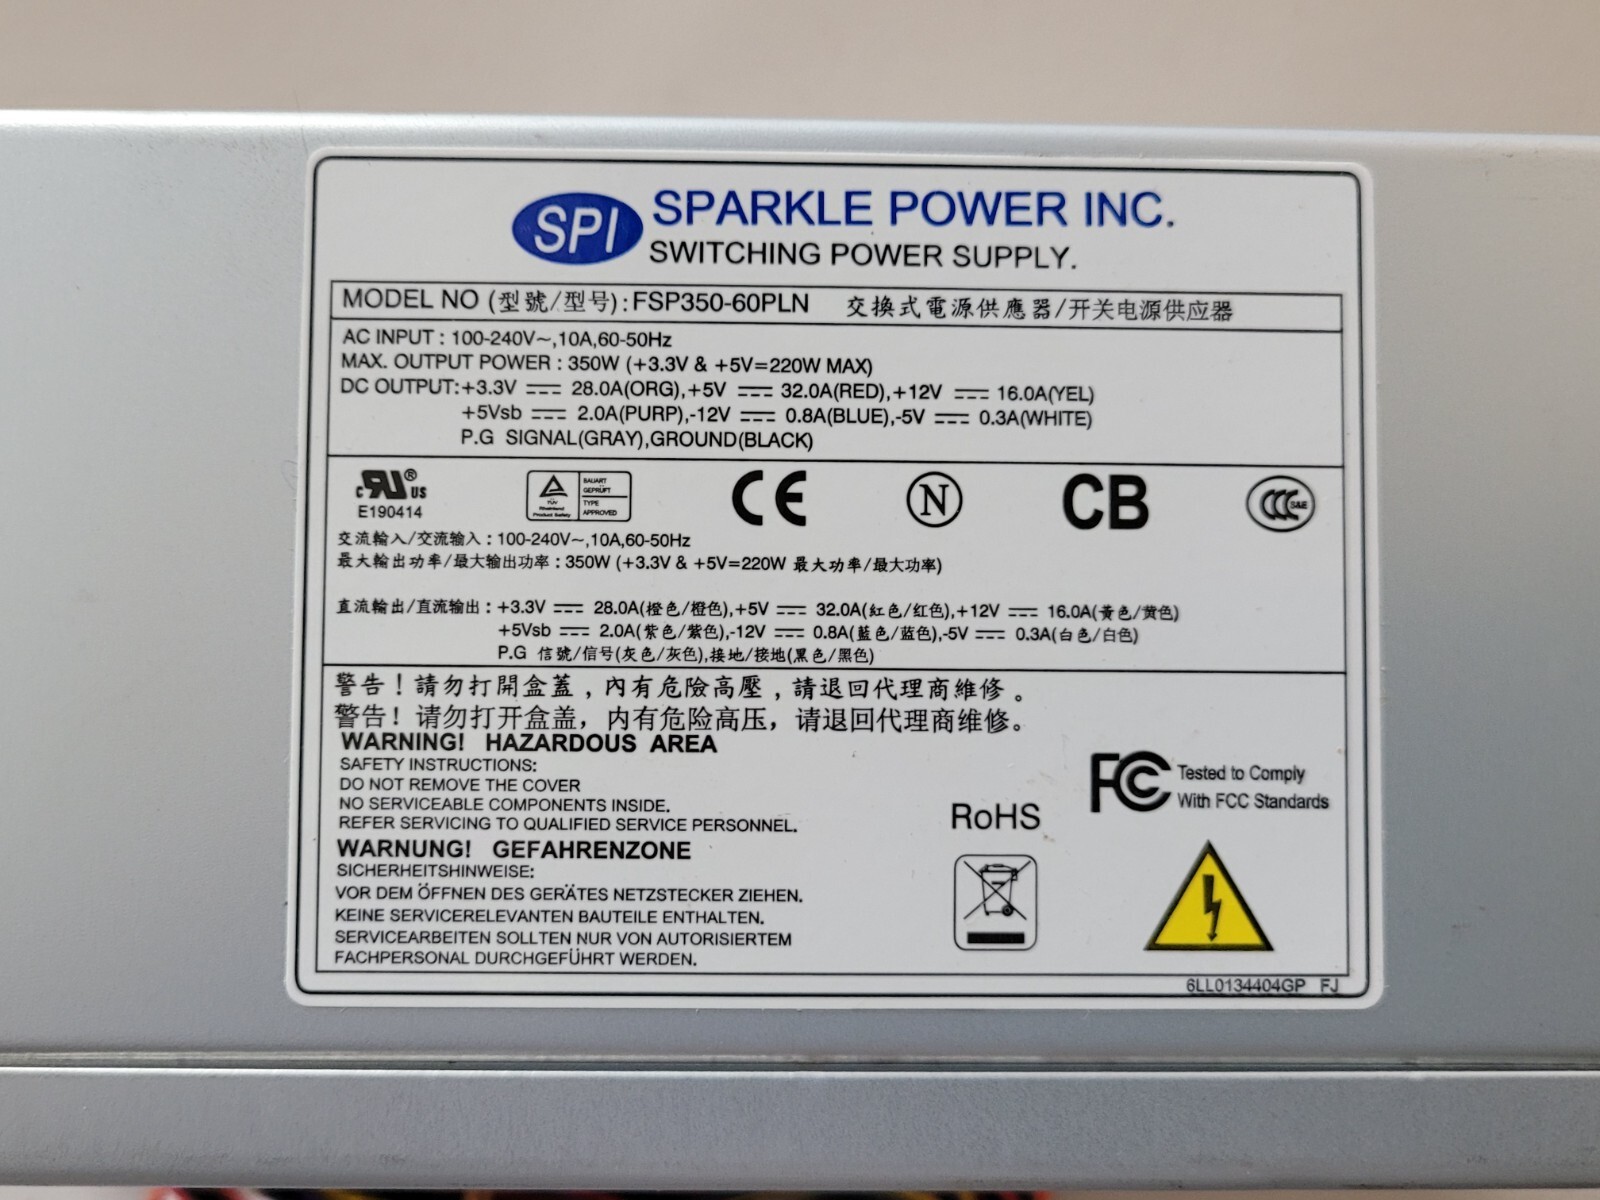 SPI SPARKLE POWER INC.
SWITCHING POWER SUPPLY.
MODEL NO (型號/型号): FSP350-60PLN 交換式電源供應器/开关电源供应器
AC INPUT : 100-240V~,10A,60-50Hz
MAX. OUTPUT POWER : 350W (+3.3V & +5V=220W MAX)
DC OUTPUT:+3.3V ⎓ 28.0A(ORG),+5V ⎓ 32.0A(RED),+12V ⎓ 16.0A(YEL)
+5Vsb ⎓ 2.0A(PURP),-12V ⎓ 0.8A(BLUE),-5V ⎓ 0.3A(WHITE)
P.G SIGNAL(GRAY),GROUND(BLACK)
c RU ® US
E190414
TÜV Rheinland Product Safety
BAUART GEPRÜFT
TYPE APPROVED
CE
N
CB
CCC S&E
交流輸入/交流输入 : 100-240V~,10A,60-50Hz
最大輸出功率/最大输出功率 : 350W (+3.3V & +5V=220W 最大功率/最大功率)
直流輸出/直流输出 : +3.3V ⎓ 28.0A(橙色/橙色),+5V ⎓ 32.0A(紅色/红色),+12V ⎓ 16.0A(黃色/黄色)
+5Vsb ⎓ 2.0A(紫色/紫色),-12V ⎓ 0.8A(藍色/蓝色),-5V ⎓ 0.3A(白色/白色)
P.G 信號/信号(灰色/灰色),接地/接地(黑色/黑色)
警告！請勿打開盒蓋，內有危險高壓，請退回代理商維修。
警告！请勿打开盒盖，内有危险高压，请退回代理商维修。
WARNING! HAZARDOUS AREA
SAFETY INSTRUCTIONS:
DO NOT REMOVE THE COVER
NO SERVICEABLE COMPONENTS INSIDE.
REFER SERVICING TO QUALIFIED SERVICE PERSONNEL.
WARNUNG! GEFAHRENZONE
SICHERHEITSHINWEISE:
VOR DEM ÖFFNEN DES GERÄTES NETZSTECKER ZIEHEN.
KEINE SERVICERELEVANTEN BAUTEILE ENTHALTEN.
SERVICEARBEITEN SOLLTEN NUR VON AUTORISIERTEM
FACHPERSONAL DURCHGEFÜHRT WERDEN.
RoHS
FC Tested to Comply
With FCC Standards
6LL0134404GP FJ